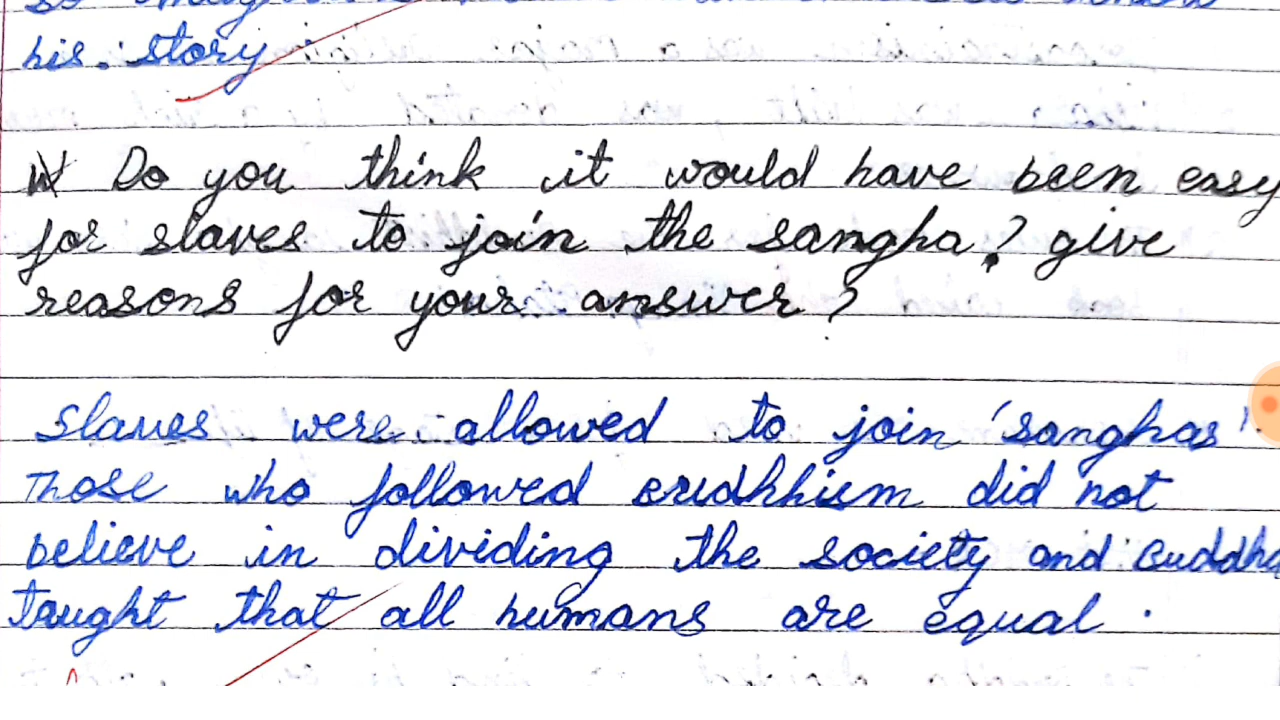 his story
Do you think it would have been easy
for slaves to join the sangha? give
reasons for your answer?
Slaves were allowed to join 'sanghas'.
Those who followed Budhhism did not
believe in dividing the society and Buddha
taught that all humans are equal.